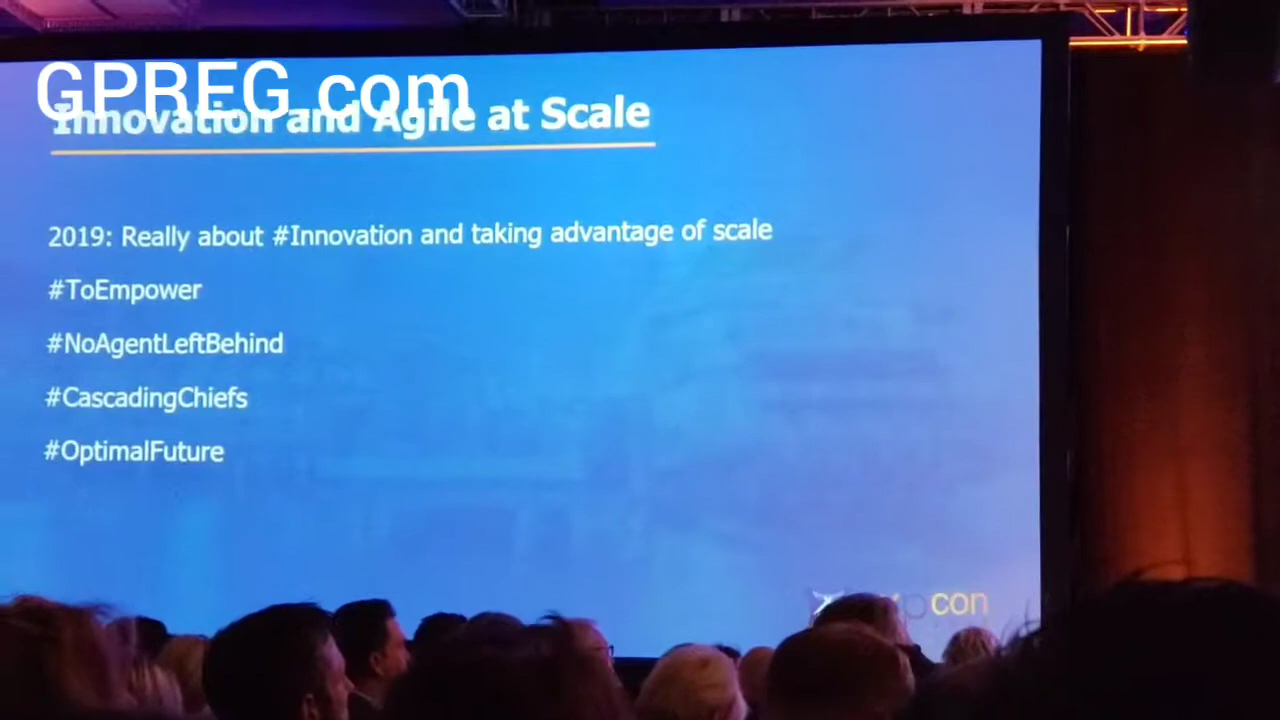 GPREG.com
Innovation and Agile at Scale
2019: Really about #Innovation and taking advantage of scale
#ToEmpower
#NoAgentLeftBehind
#CascadingChiefs
#OptimalFuture
con